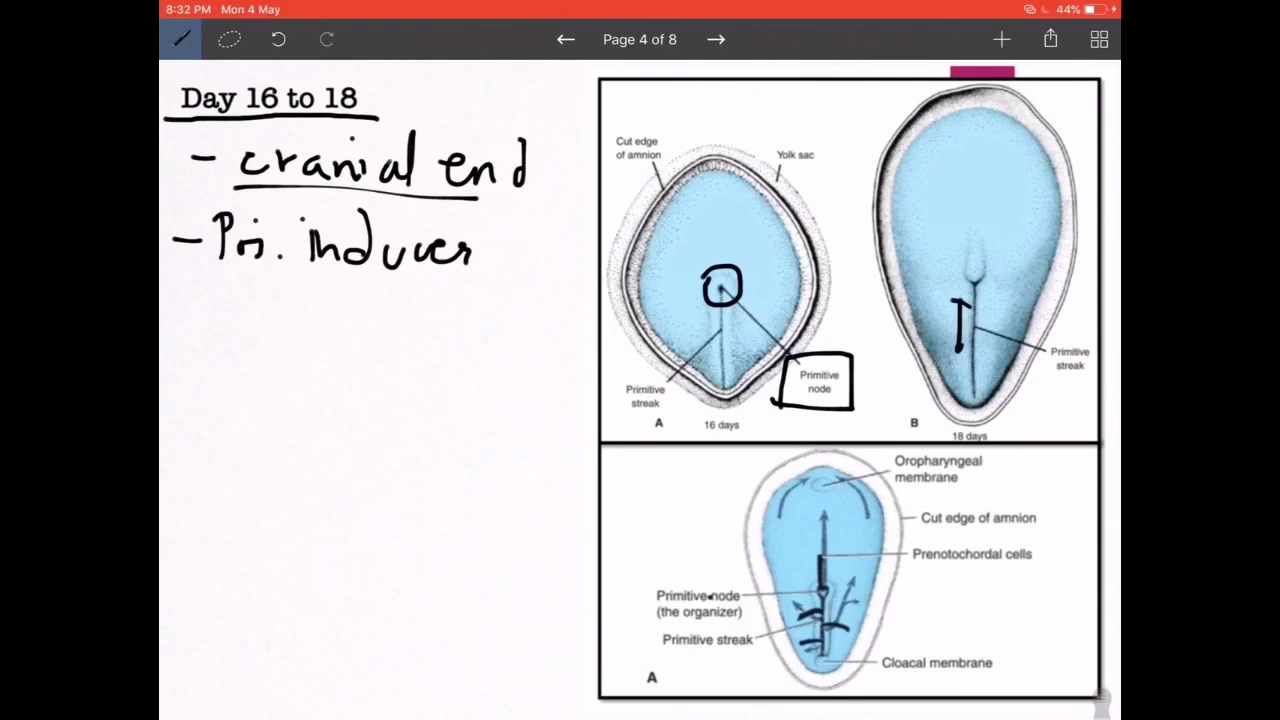 8:32 PM Mon 4 May
44%
Page 4 of 8
Day 16 to 18
- cranial end
- Pri. inducer
Cut edge
of amnion
Yolk sac
Primitive
streak
Primitive
node
A
16 days
Primitive
streak
B
18 days
Oropharyngeal
membrane
Cut edge of amnion
Prenotochordal cells
Primitive node
(the organizer)
Primitive streak
Cloacal membrane
A